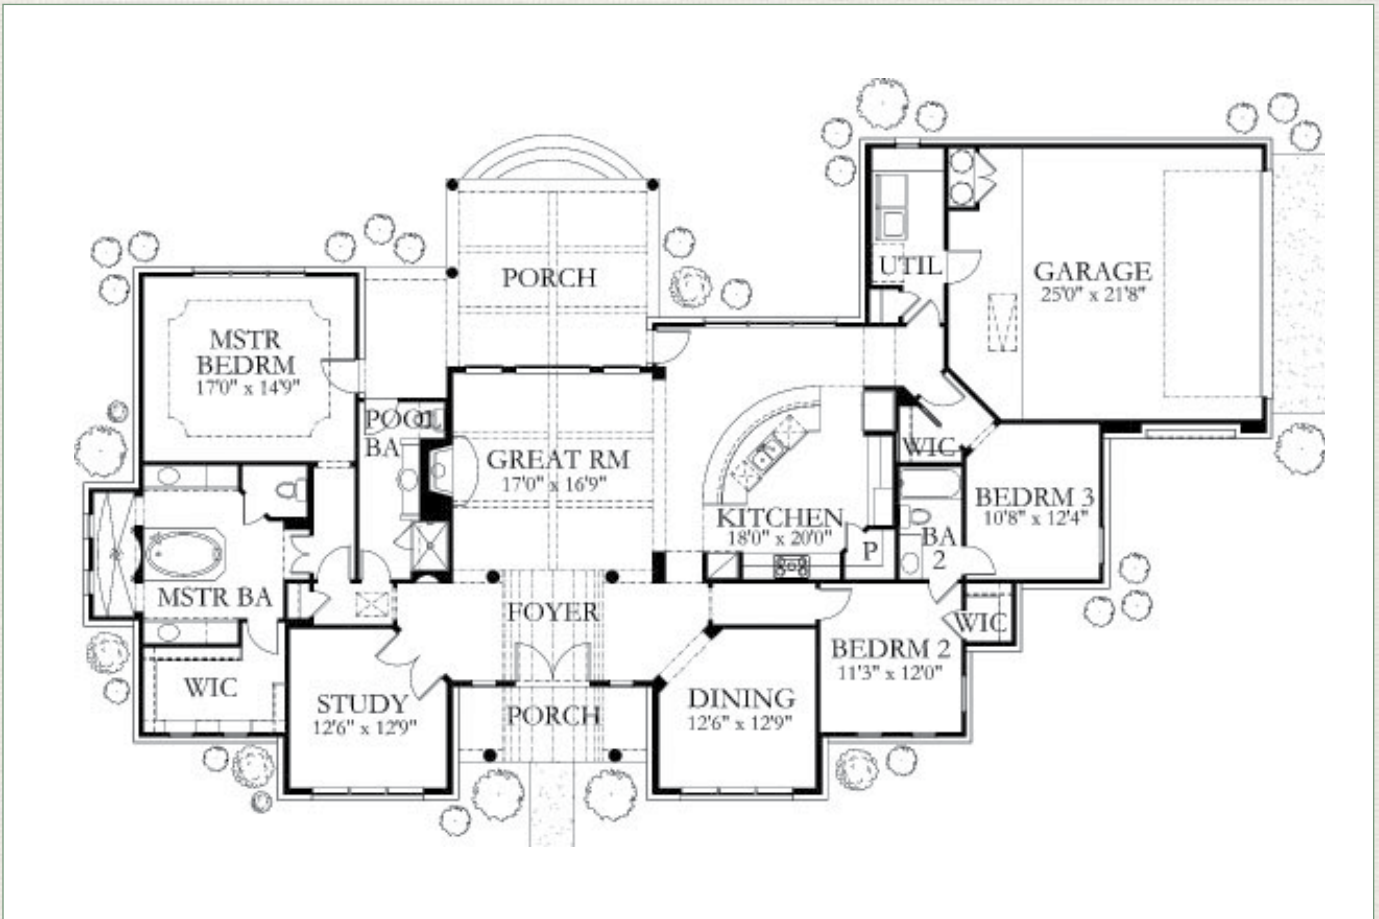 PORCH
UTIL
GARAGE
25'0" x 21'8"
MSTR
BEDRM
17'0" x 14'9"
POOL
BA
GREAT RM
17'0" x 16'9"
WIC
BEDRM 3
10'8" x 12'4"
KITCHEN
18'0" x 20'0"
P
BA
2
MSTR BA
FOYER
WIC
BEDRM 2
11'3" x 12'0"
WIC
STUDY
12'6" x 12'9"
PORCH
DINING
12'6" x 12'9"